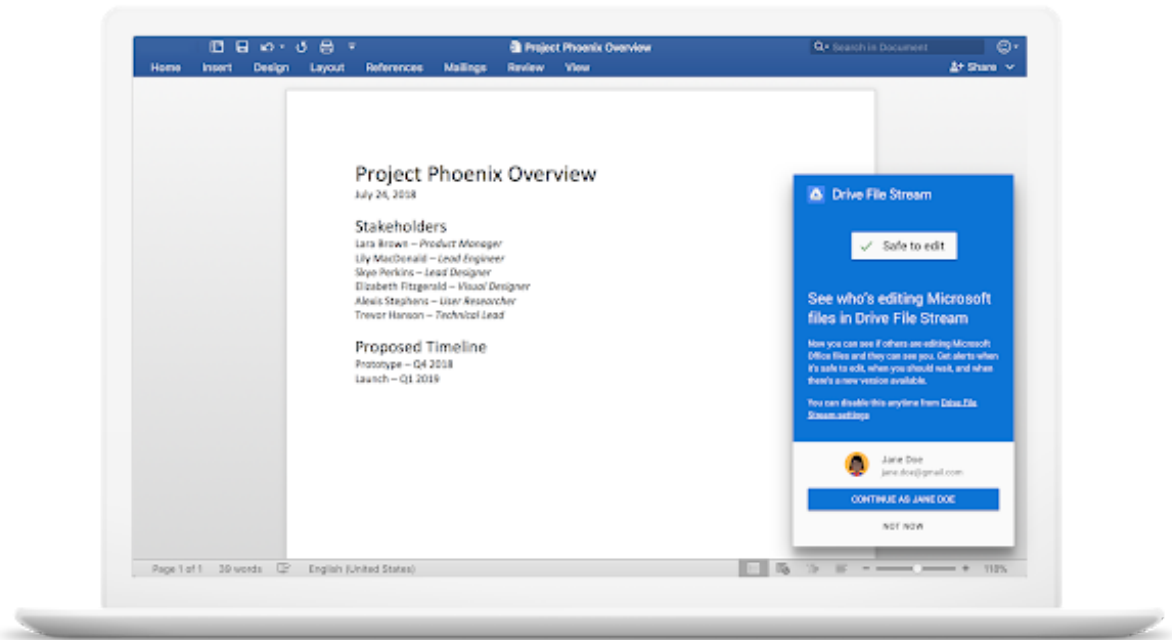 Project Phoenix Overview
Search in Document
Home Insert Design Layout References Mailings Review View
Share
Project Phoenix Overview
July 24, 2018
Stakeholders
Lara Brown – Product Manager
Lily MacDonald – Lead Engineer
Skye Perkins – Lead Designer
Elizabeth Fitzgerald – Visual Designer
Alexis Stephens – User Researcher
Trevor Hanson – Technical Lead
Proposed Timeline
Prototype – Q4 2018
Launch – Q1 2019
Drive File Stream
Safe to edit
See who's editing Microsoft
files in Drive File Stream
Now you can see if others are editing Microsoft
Office files and they can see you. Get alerts when
it's safe to edit, when you should wait, and when
there's a new version available.
You can disable this anytime from Drive File
Stream settings
Jane Doe
jane.doe@gmail.com
CONTINUE AS JANE DOE
NOT NOW
Page 1 of 1 39 words English (United States) 118%